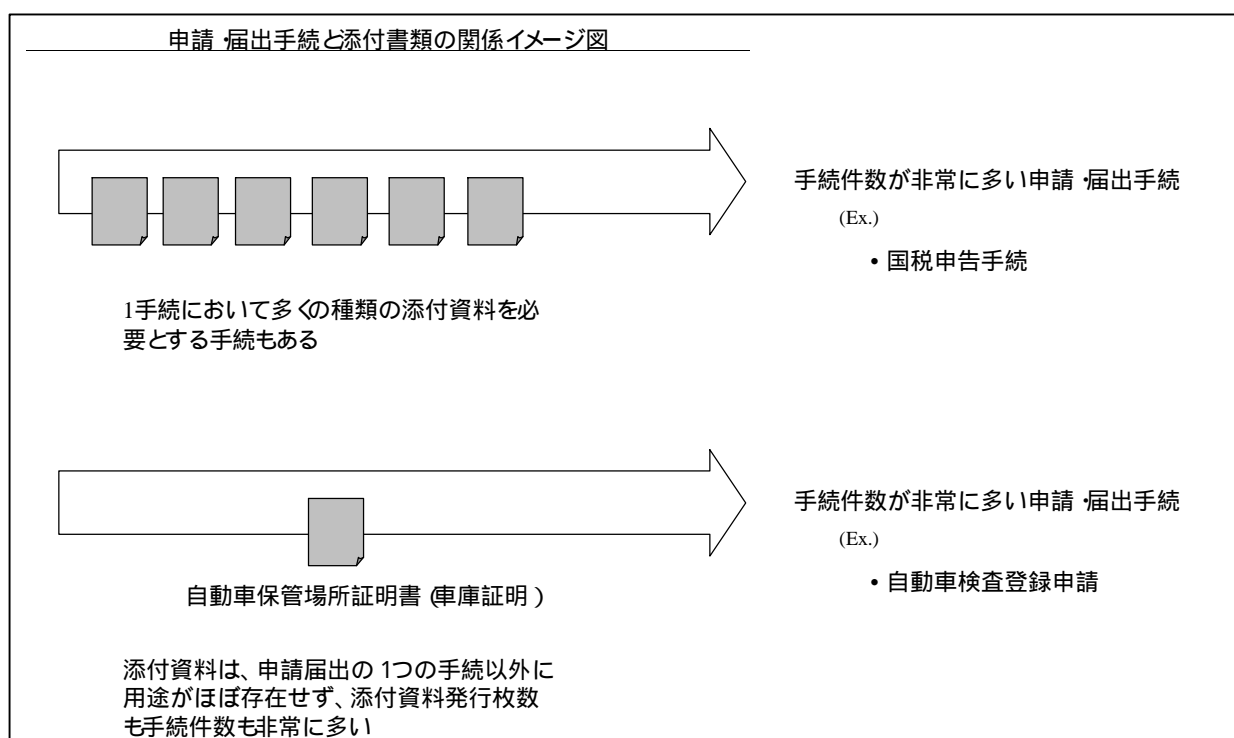 申請・届出手続と添付書類の関係イメージ図
手続件数が非常に多い申請・届出手続
(Ex.)
• 国税申告手続
1手続において多くの種類の添付資料を必
要とする手続もある
手続件数が非常に多い申請・届出手続
(Ex.)
• 自動車検査登録申請
自動車保管場所証明書(車庫証明)
添付資料は、申請届出の1つの手続以外に
用途がほぼ存在せず、添付資料発行枚数
も手続件数も非常に多い